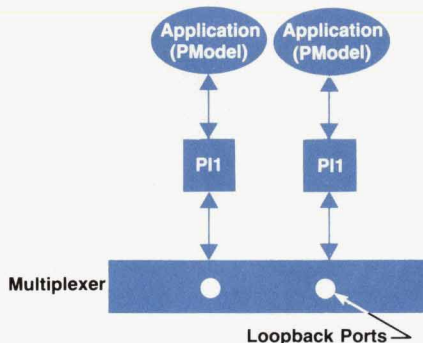 Application
(PModel)
Application
(PModel)
PI1
PI1
Multiplexer
Loopback Ports